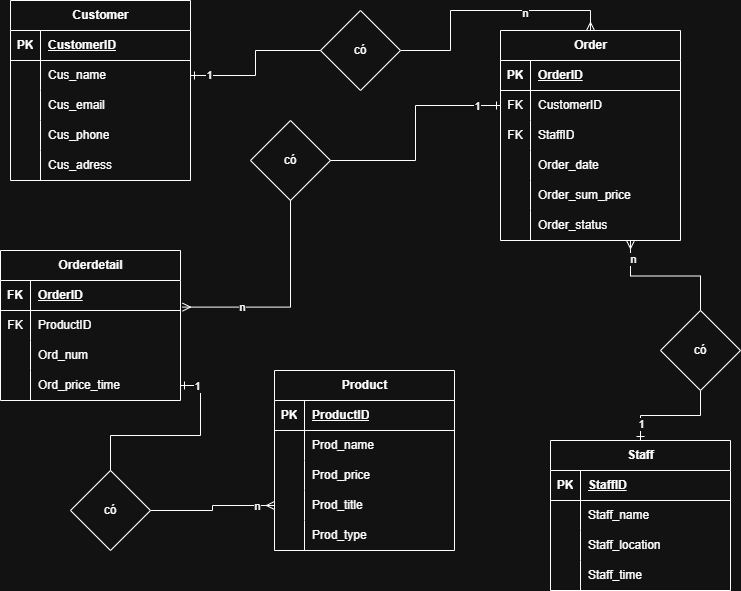 Customer
PK CustomerID
Cus_name
Cus_email
Cus_phone
Cus_adress
1
có
n
Order
PK OrderID
FK CustomerID
FK StaffID
Order_date
Order_sum_price
Order_status
1
có
n
Orderdetail
FK OrderID
FK ProductID
Ord_num
Ord_price_time
1
có
n
Product
PK ProductID
Prod_name
Prod_price
Prod_title
Prod_type
n
có
1
Staff
PK StaffID
Staff_name
Staff_location
Staff_time